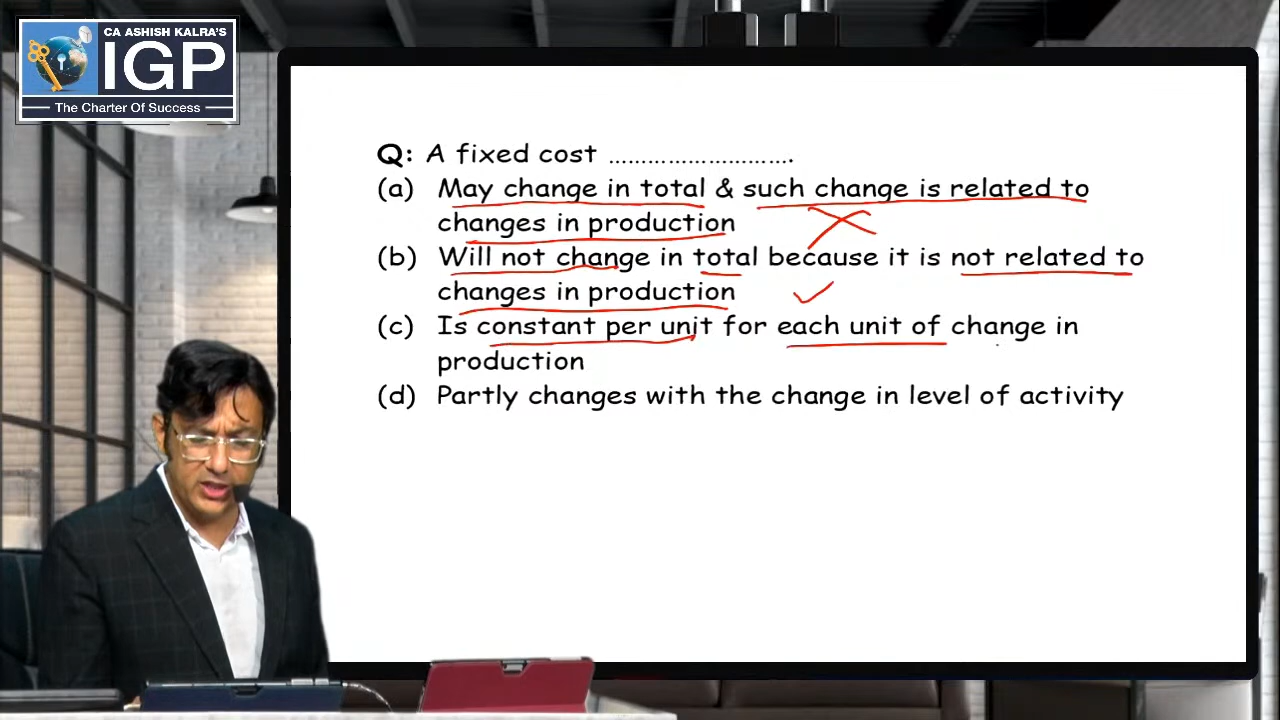 CA ASHISH KALRA'S
IGP
The Charter Of Success
Q: A fixed cost ………………………….
(a) May change in total & such change is related to
changes in production
(b) Will not change in total because it is not related to
changes in production
(c) Is constant per unit for each unit of change in
production
(d) Partly changes with the change in level of activity